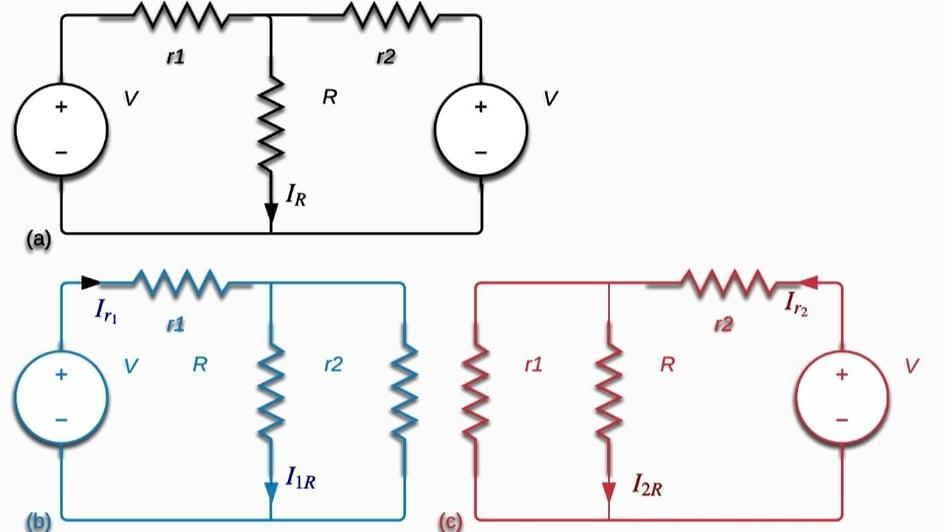 r1 r2
+ V R + V
− −
I_R
(a)
I_r1 r1 r2 I_r2
+ V R r2 r1 R + V
− −
I_1R I_2R
(b) (c)